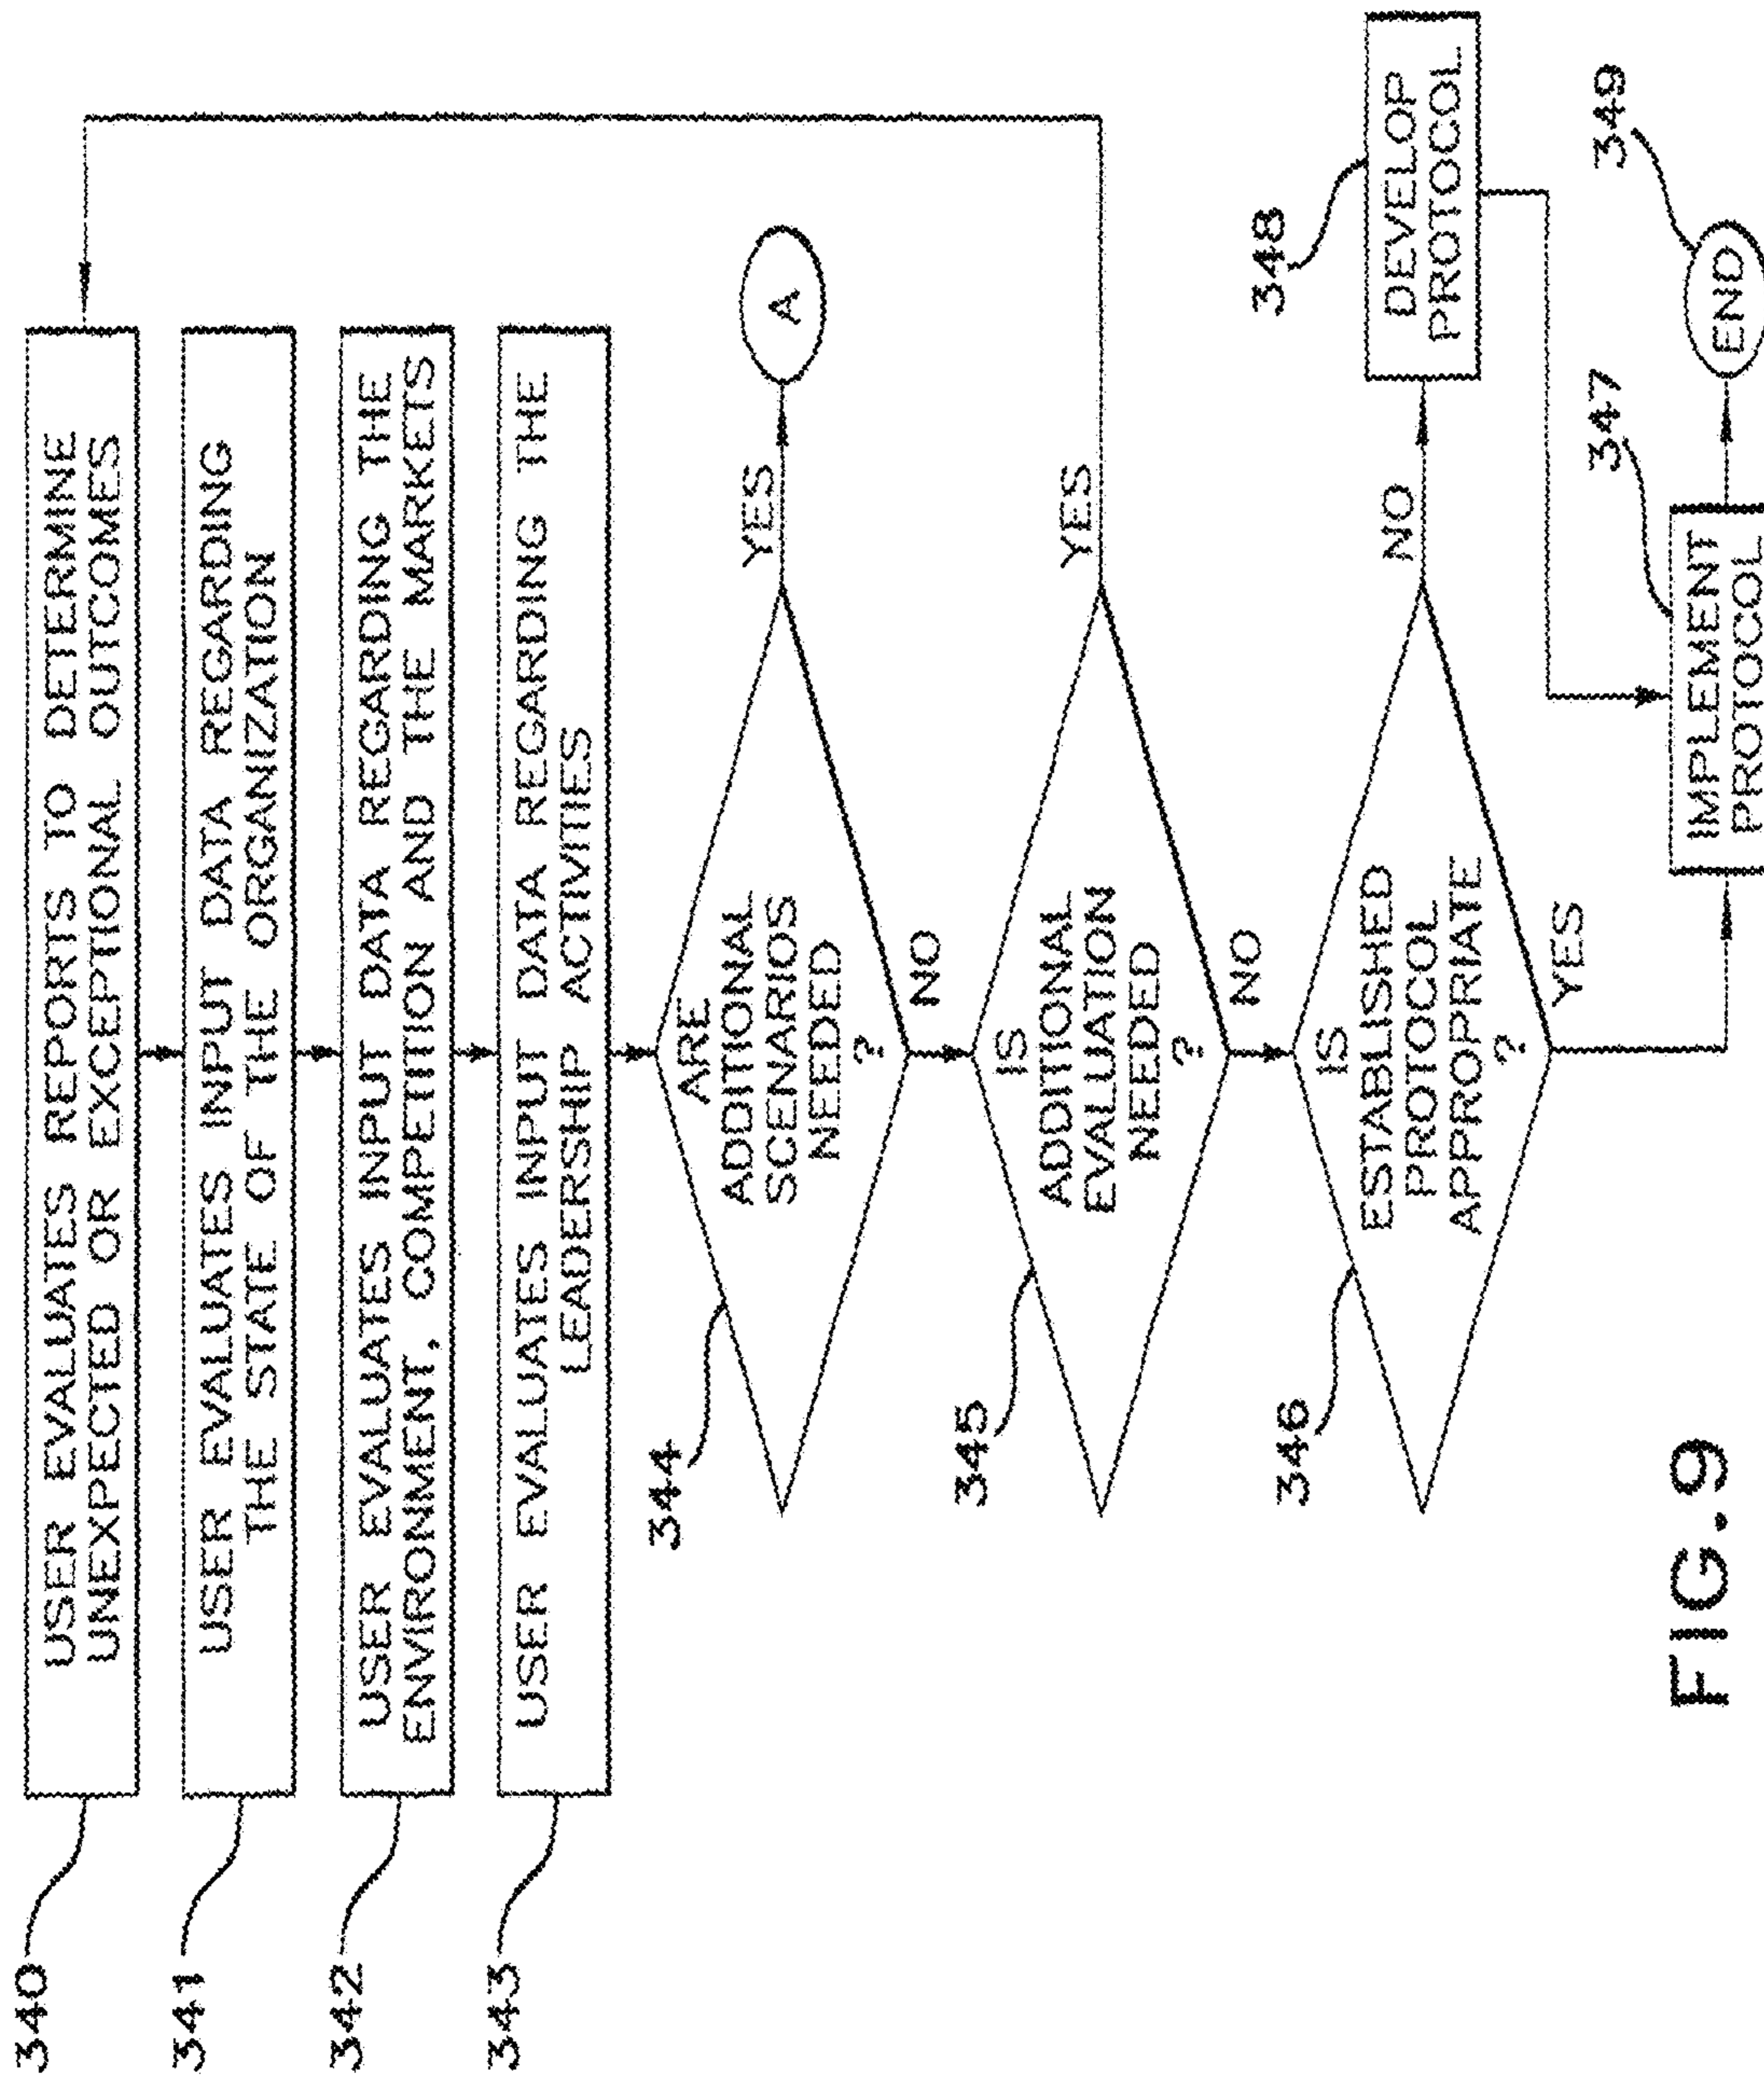 340
USER EVALUATES REPORTS TO DETERMINE
UNEXPECTED OR EXCEPTIONAL OUTCOMES
341
USER EVALUATES INPUT DATA REGARDING
THE STATE OF THE ORGANIZATION
342
USER EVALUATES INPUT DATA REGARDING THE
ENVIRONMENT, COMPETITION AND THE MARKETS
343
USER EVALUATES INPUT DATA REGARDING THE
LEADERSHIP ACTIVITIES
344
ARE
ADDITIONAL
SCENARIOS
NEEDED
?
YES
A
NO
345
IS
ADDITIONAL
EVALUATION
NEEDED
?
YES
NO
346
IS
ESTABLISHED
PROTOCOL
APPROPRIATE
?
NO
348
DEVELOP
PROTOCOL
YES
347
IMPLEMENT
PROTOCOL
349
END
FIG.9